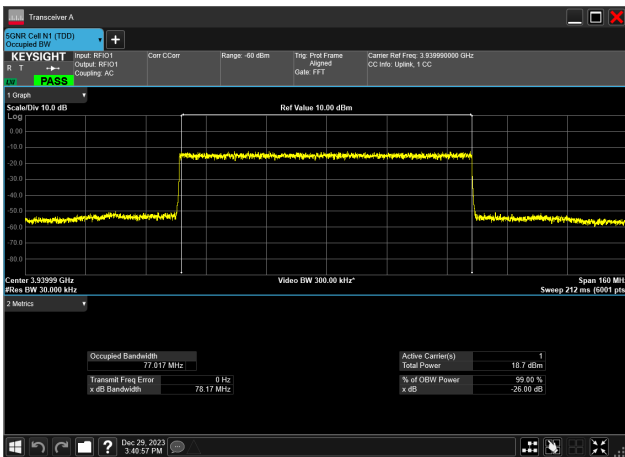 Transceiver A
5GNR Cell N1 (TDD)
Occupied BW
KEYSIGHT
R T
LXI
PASS
Input: RFIO1
Output: RFIO1
Coupling: AC
Corr CCorr
Range: -60 dBm
Trig: Prot Frame
Aligned
Gate: FFT
Carrier Ref Freq: 3.939990000 GHz
CC Info: Uplink, 1 CC
1 Graph
Scale/Div 10.0 dB
Ref Value 10.00 dBm
Log
0.00
-10.0
-20.0
-30.0
-40.0
-50.0
-60.0
-70.0
-80.0
Center 3.93999 GHz
#Res BW 30.000 kHz
Video BW 300.00 kHz*
Span 160 MHz
Sweep 212 ms (6001 pts
2 Metrics
Occupied Bandwidth
77.017 MHz
Transmit Freq Error 0 Hz
x dB Bandwidth 78.17 MHz
Active Carrier(s) 1
Total Power 18.7 dBm
% of OBW Power 99.00 %
x dB -26.00 dB
Dec 29, 2023
3:40:57 PM